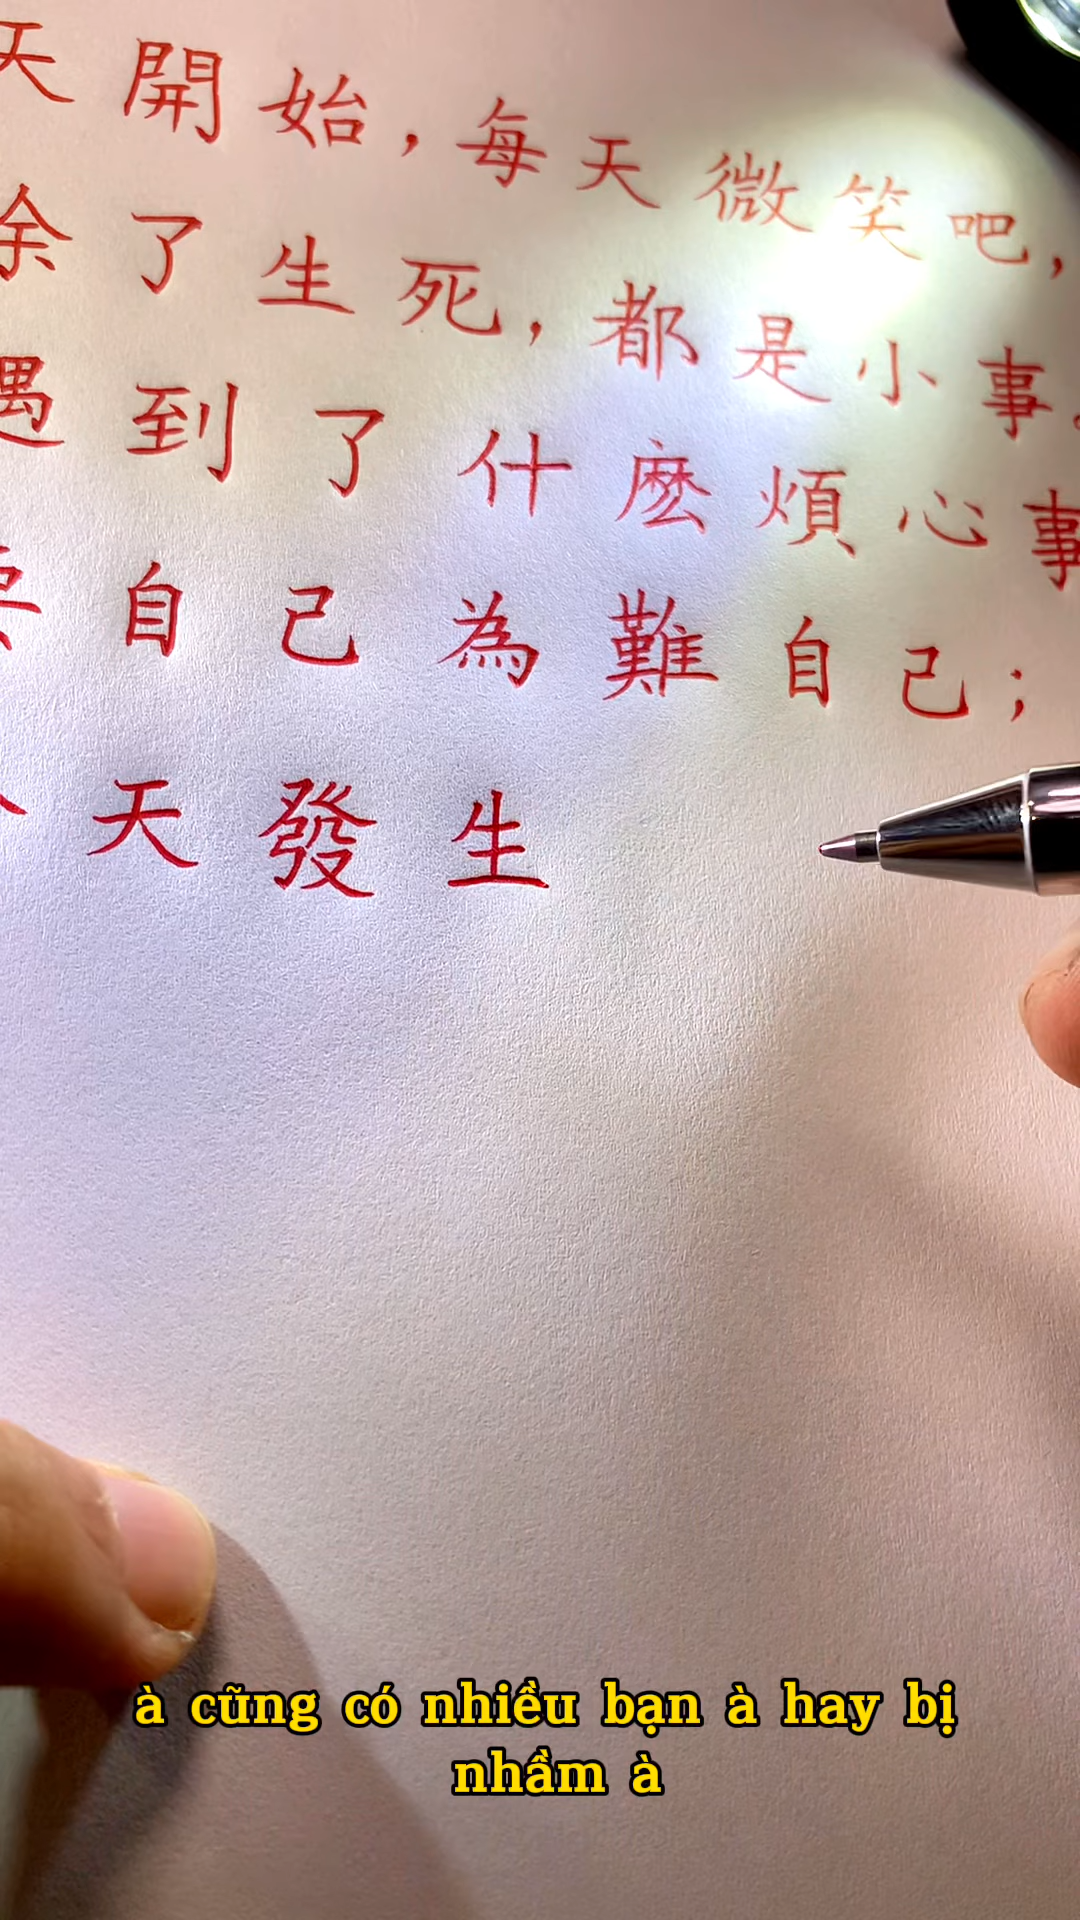 天開始，每天微笑吧，
余了生死，都是小事。
遇到了什麼煩心事
自己為難自己；
天發生
à cũng có nhiều bạn à hay bị
nhầm à